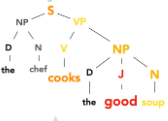 S
NP VP
D N V NP
the chef cooks D J N
the good soup